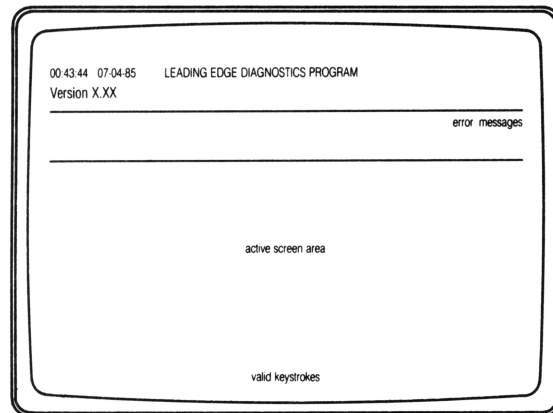 00:43:44 07-04-85 LEADING EDGE DIAGNOSTICS PROGRAM
Version X.XX
error messages
active screen area
valid keystrokes